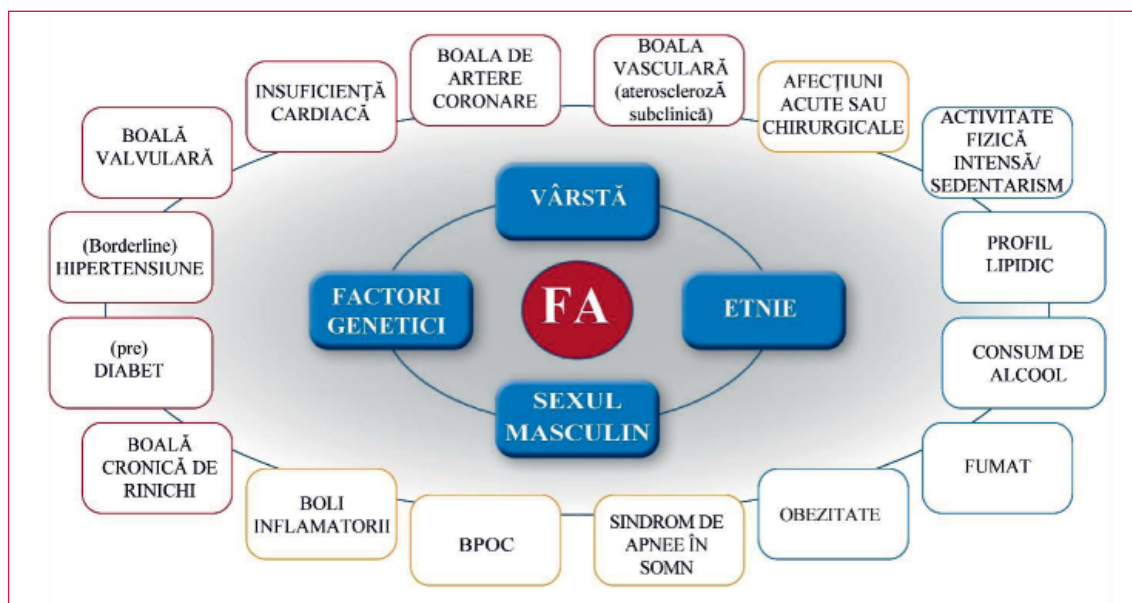 BOALA DE
ARTERE
CORONARE
BOALA
VASCULARĂ
(ateroscleroză
subclinică)
AFECȚIUNI
ACUTE SAU
CHIRURGICALE
INSUFICIENȚĂ
CARDIACĂ
ACTIVITATE
FIZICĂ
INTENSĂ/
SEDENTARISM
BOALĂ
VALVULARĂ
VÂRSTĂ
(Borderline)
HIPERTENSIUNE
PROFIL
LIPIDIC
FACTORI
GENETICI
FA
ETNIE
(pre)
DIABET
CONSUM DE
ALCOOL
SEXUL
MASCULIN
BOALĂ
CRONICĂ DE
RINICHI
FUMAT
BOLI
INFLAMATORII
BPOC
SINDROM DE
APNEE ÎN
SOMN
OBEZITATE